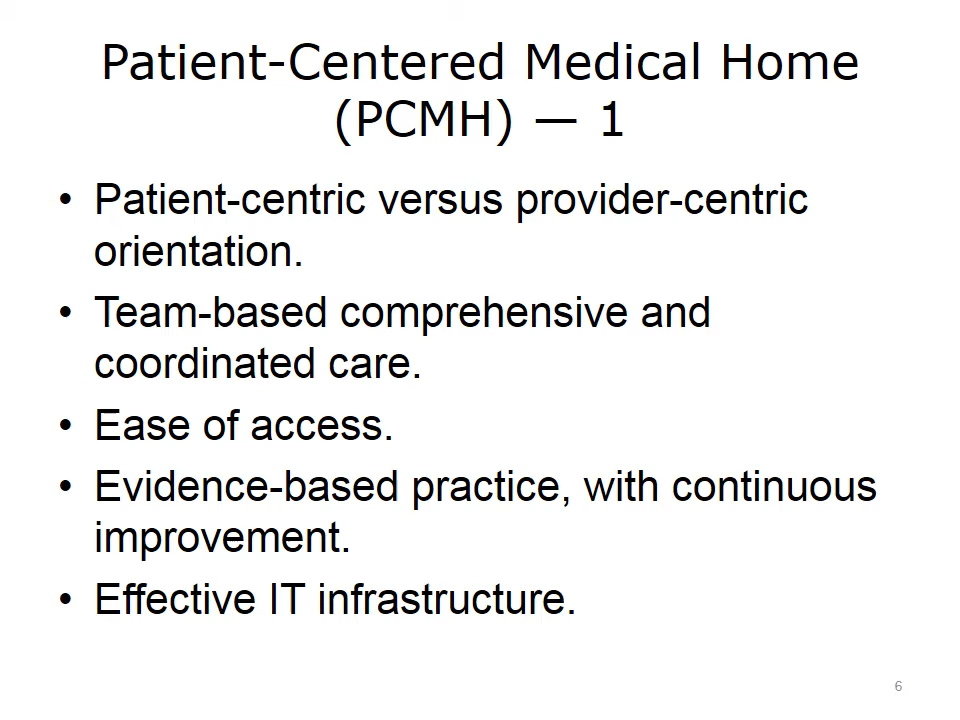 Patient-Centered Medical Home
(PCMH) — 1
• Patient-centric versus provider-centric
orientation.
• Team-based comprehensive and
coordinated care.
• Ease of access.
• Evidence-based practice, with continuous
improvement.
• Effective IT infrastructure.
6